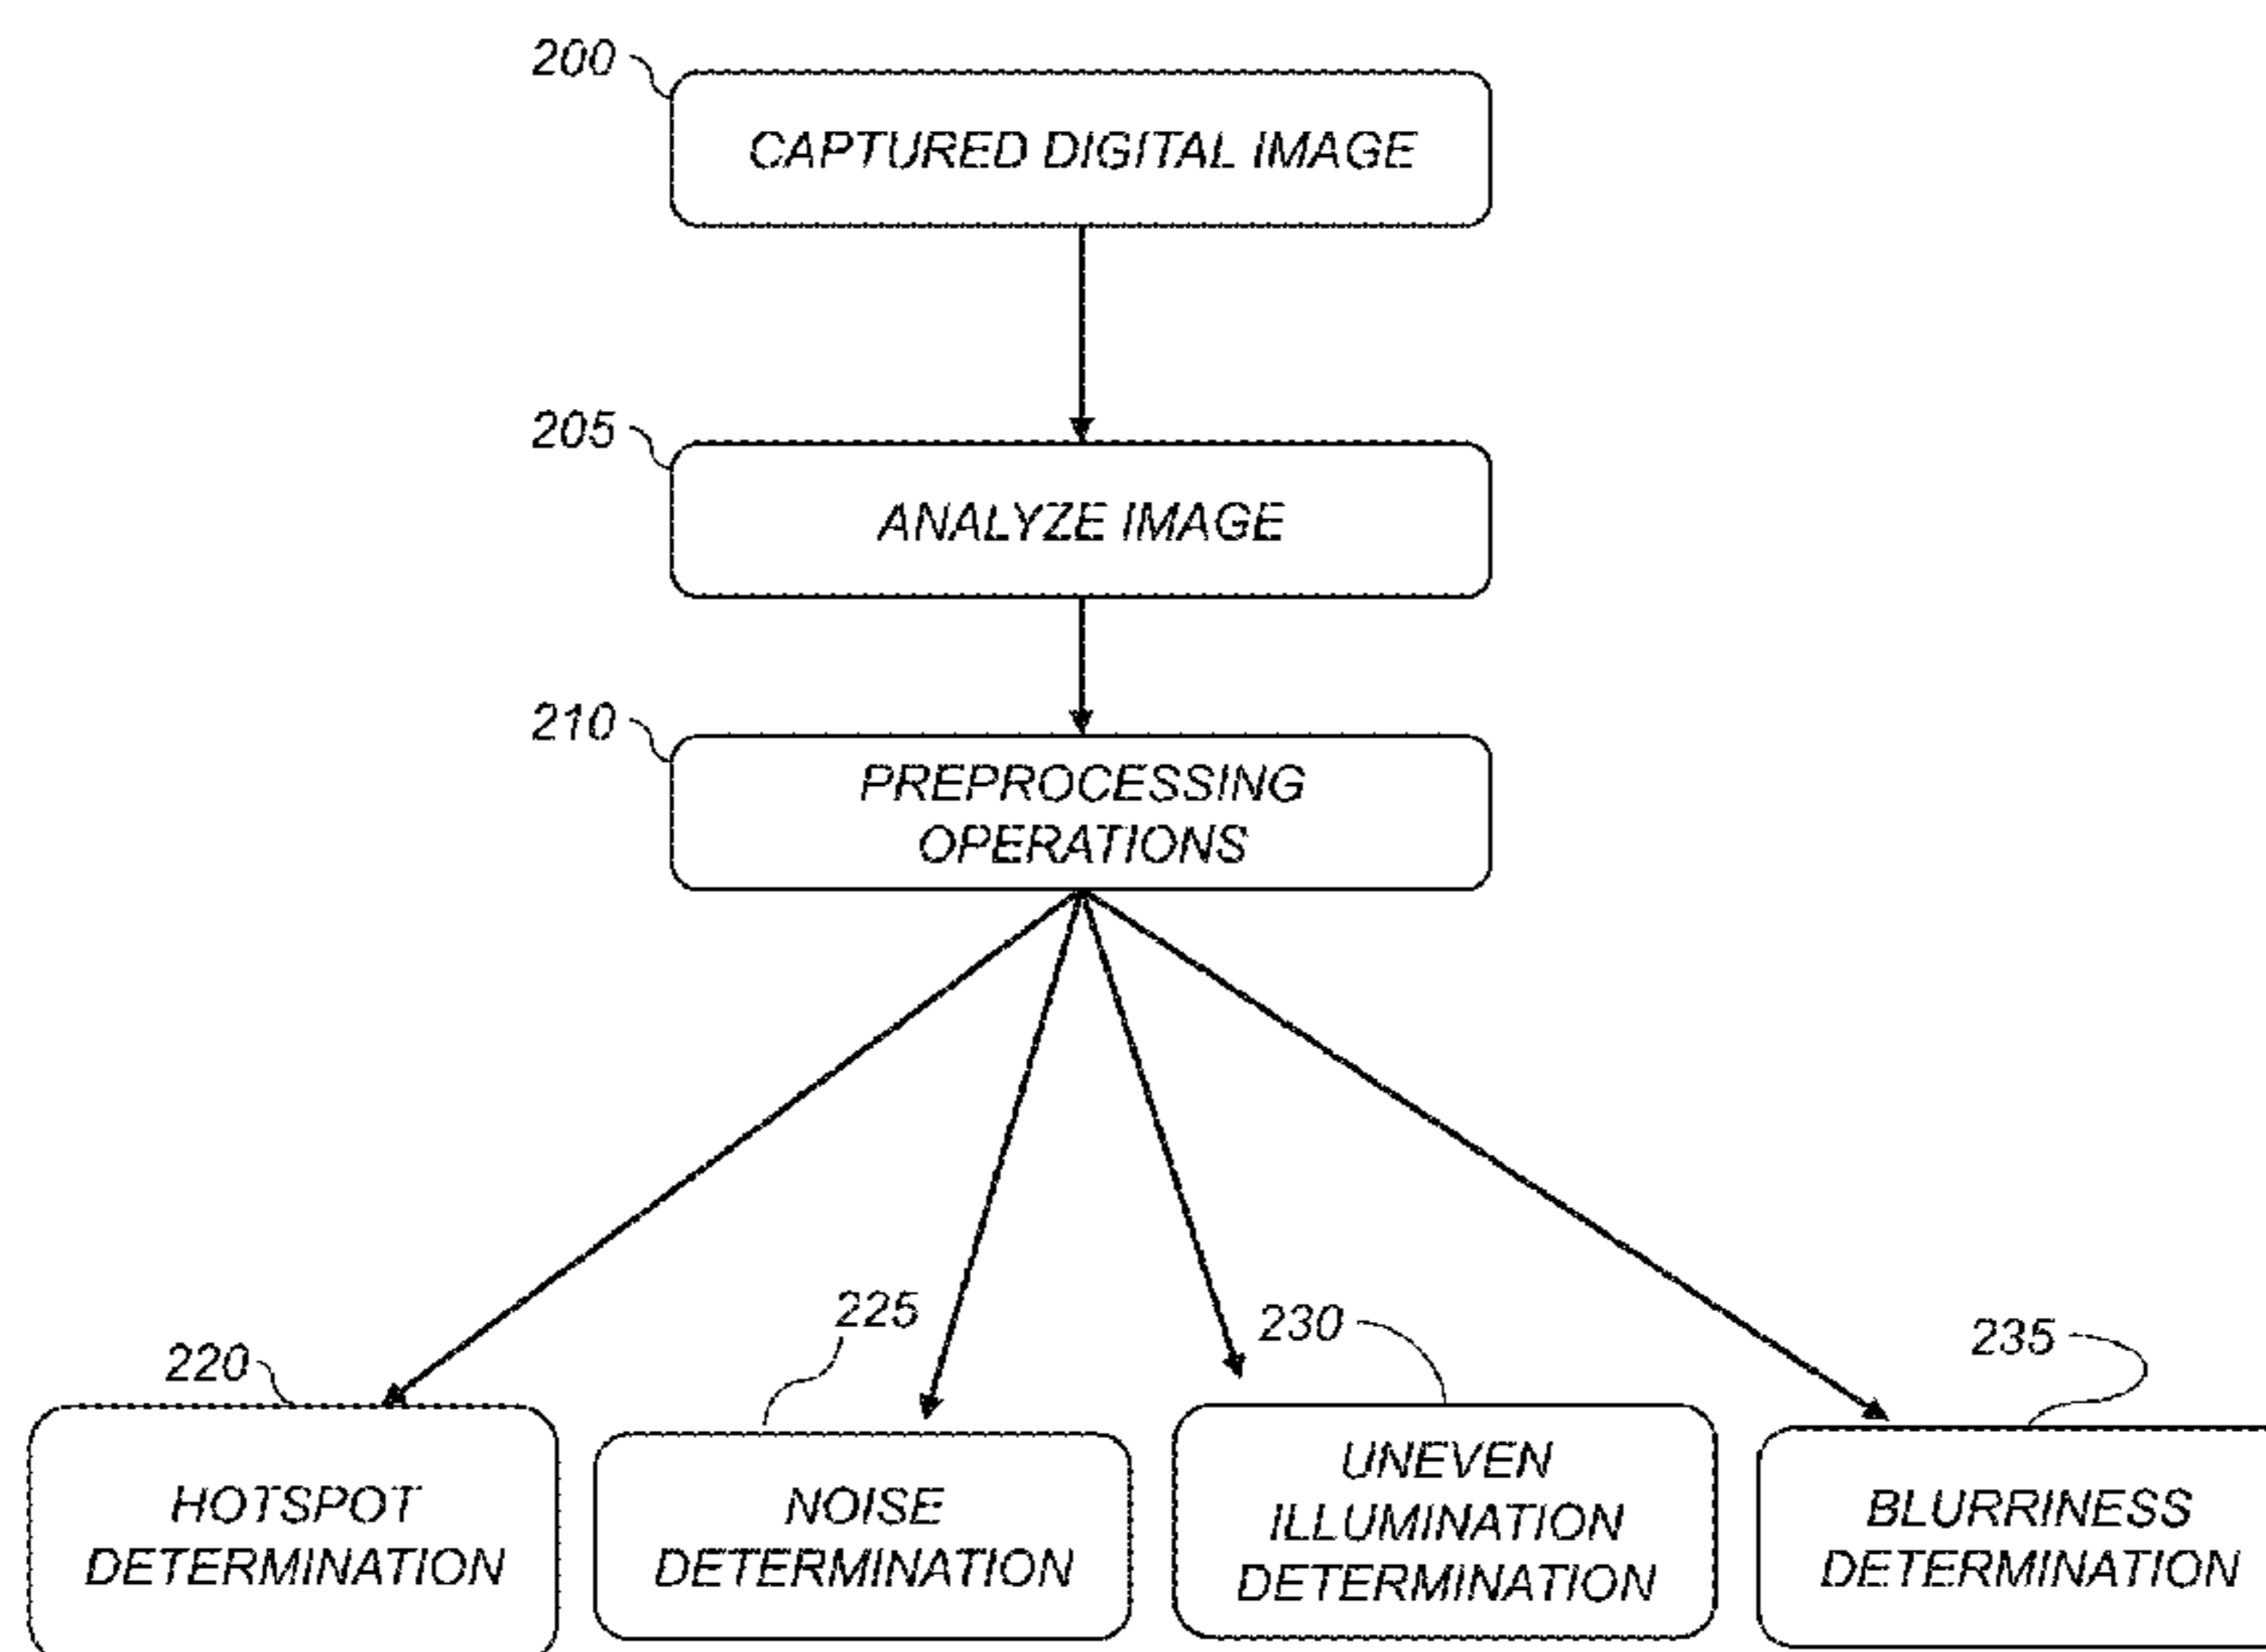 200
CAPTURED DIGITAL IMAGE
205
ANALYZE IMAGE
210
PREPROCESSING
OPERATIONS
220
HOTSPOT
DETERMINATION
225
NOISE
DETERMINATION
230
UNEVEN
ILLUMINATION
DETERMINATION
235
BLURRINESS
DETERMINATION